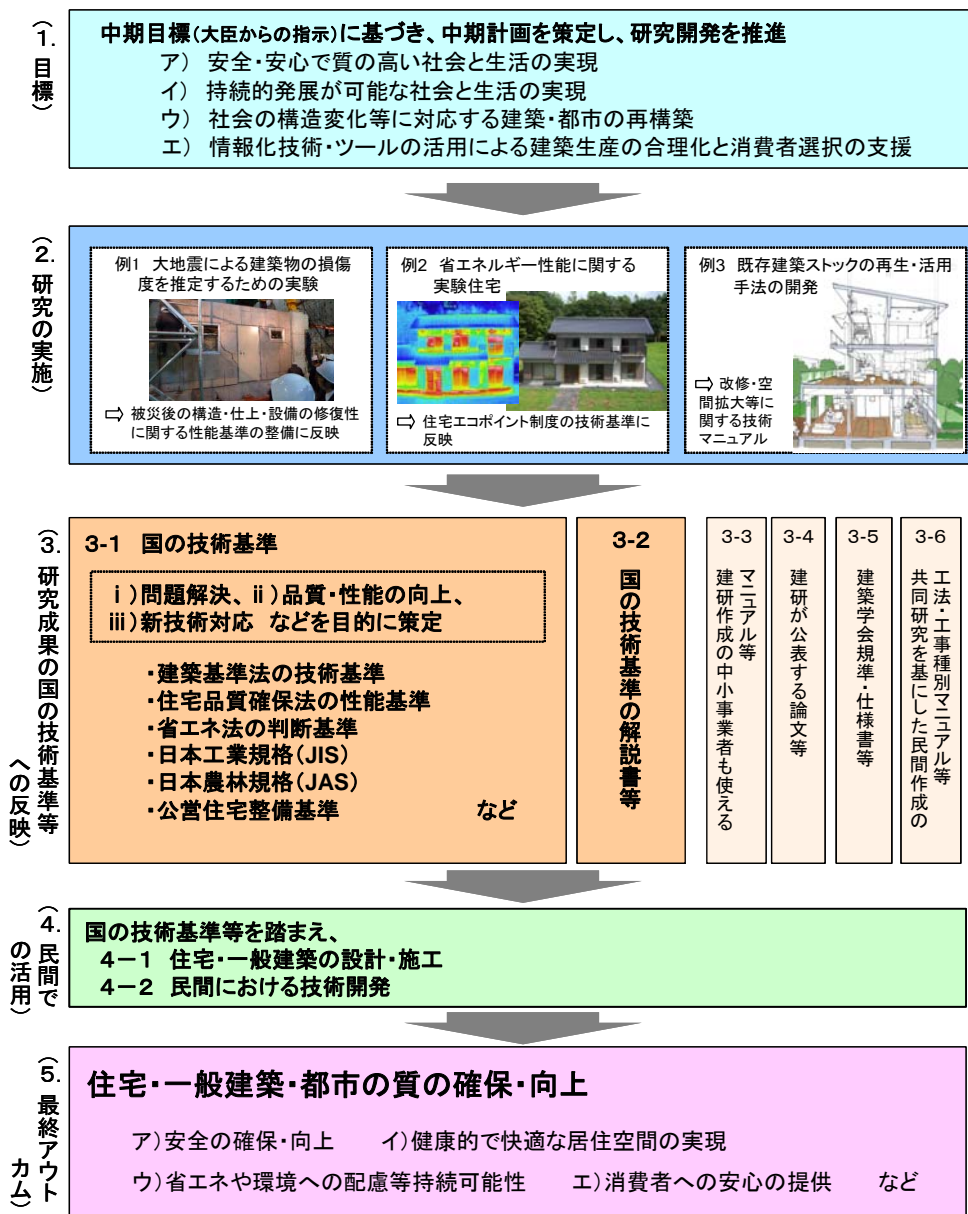 （1.目標）
中期目標(大臣からの指示)に基づき、中期計画を策定し、研究開発を推進
ア） 安全・安心で質の高い社会と生活の実現
イ） 持続的発展が可能な社会と生活の実現
ウ） 社会の構造変化等に対応する建築・都市の再構築
エ） 情報化技術・ツールの活用による建築生産の合理化と消費者選択の支援
（2.研究の実施）
例1 大地震による建築物の損傷
度を推定するための実験
⇨ 被災後の構造・仕上・設備の修復性
に関する性能基準の整備に反映
例2 省エネルギー性能に関する
実験住宅
⇨ 住宅エコポイント制度の技術基準に
反映
例3 既存建築ストックの再生・活用
手法の開発
⇨ 改修・空
間拡大等に
関する技術
マニュアル
（3.研究成果の国の技術基準等
への反映）
3-1 国の技術基準
ⅰ）問題解決、ⅱ）品質・性能の向上、
ⅲ）新技術対応 などを目的に策定
・建築基準法の技術基準
・住宅品質確保法の性能基準
・省エネ法の判断基準
・日本工業規格（JIS）
・日本農林規格（JAS）
・公営住宅整備基準 など
3-2
国の技術基準の解説書等
3-3
建研作成の中小事業者も使える
マニュアル等
3-4
建研が公表する論文等
3-5
建築学会規準・仕様書等
3-6
共同研究を基にした民間作成の
工法・工事種別マニュアル等
（4.民間で
の活用）
国の技術基準等を踏まえ、
4－1 住宅・一般建築の設計・施工
4－2 民間における技術開発
（5.最終アウト
カム）
住宅・一般建築・都市の質の確保・向上
ア）安全の確保・向上 イ）健康的で快適な居住空間の実現
ウ）省エネや環境への配慮等持続可能性 エ）消費者への安心の提供 など